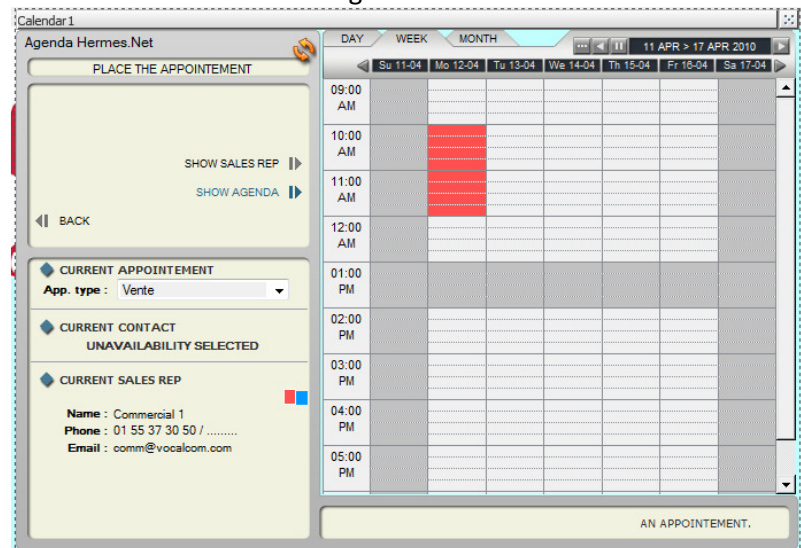 Calendar1
Agenda Hermes.Net
PLACE THE APPOINTEMENT
SHOW SALES REP
SHOW AGENDA
BACK
CURRENT APPOINTEMENT
App. type : Vente
CURRENT CONTACT
UNAVAILABILITY SELECTED
CURRENT SALES REP
Name : Commercial 1
Phone : 01 55 37 30 50 / .........
Email : comm@vocalcom.com
DAY WEEK MONTH
11 APR > 17 APR 2010
Su 11-04 Mo 12-04 Tu 13-04 We 14-04 Th 15-04 Fr 16-04 Sa 17-04
09:00
AM
10:00
AM
11:00
AM
12:00
AM
01:00
PM
02:00
PM
03:00
PM
04:00
PM
05:00
PM
AN APPOINTEMENT.